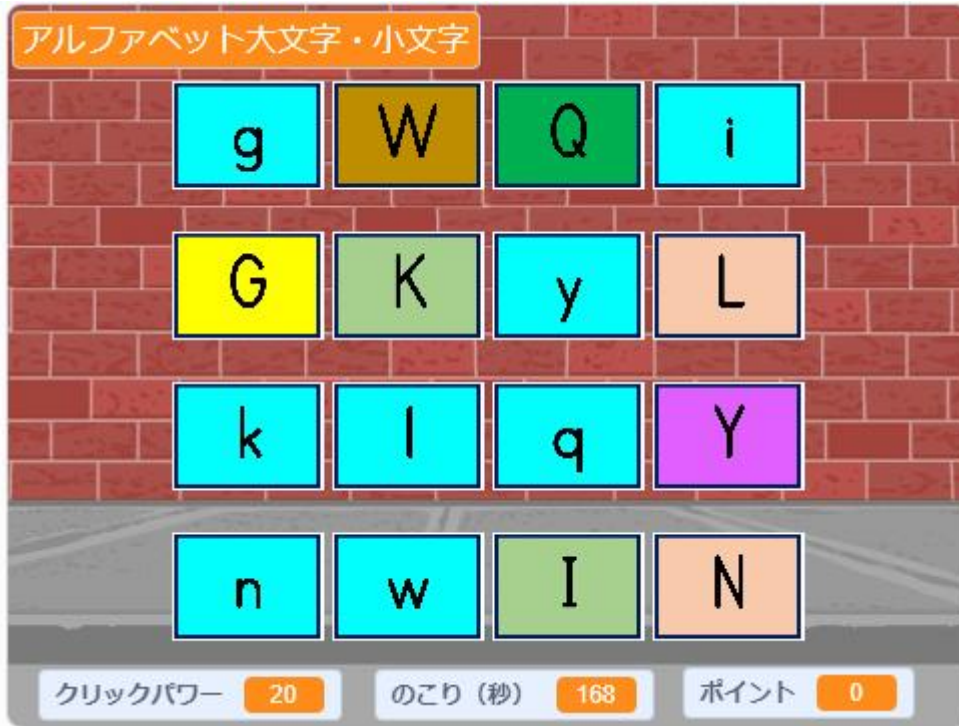 アルファベット大文字・小文字
g W Q i
G K y L
k l q Y
n w I N
クリックパワー 20 のこり（秒） 168 ポイント 0